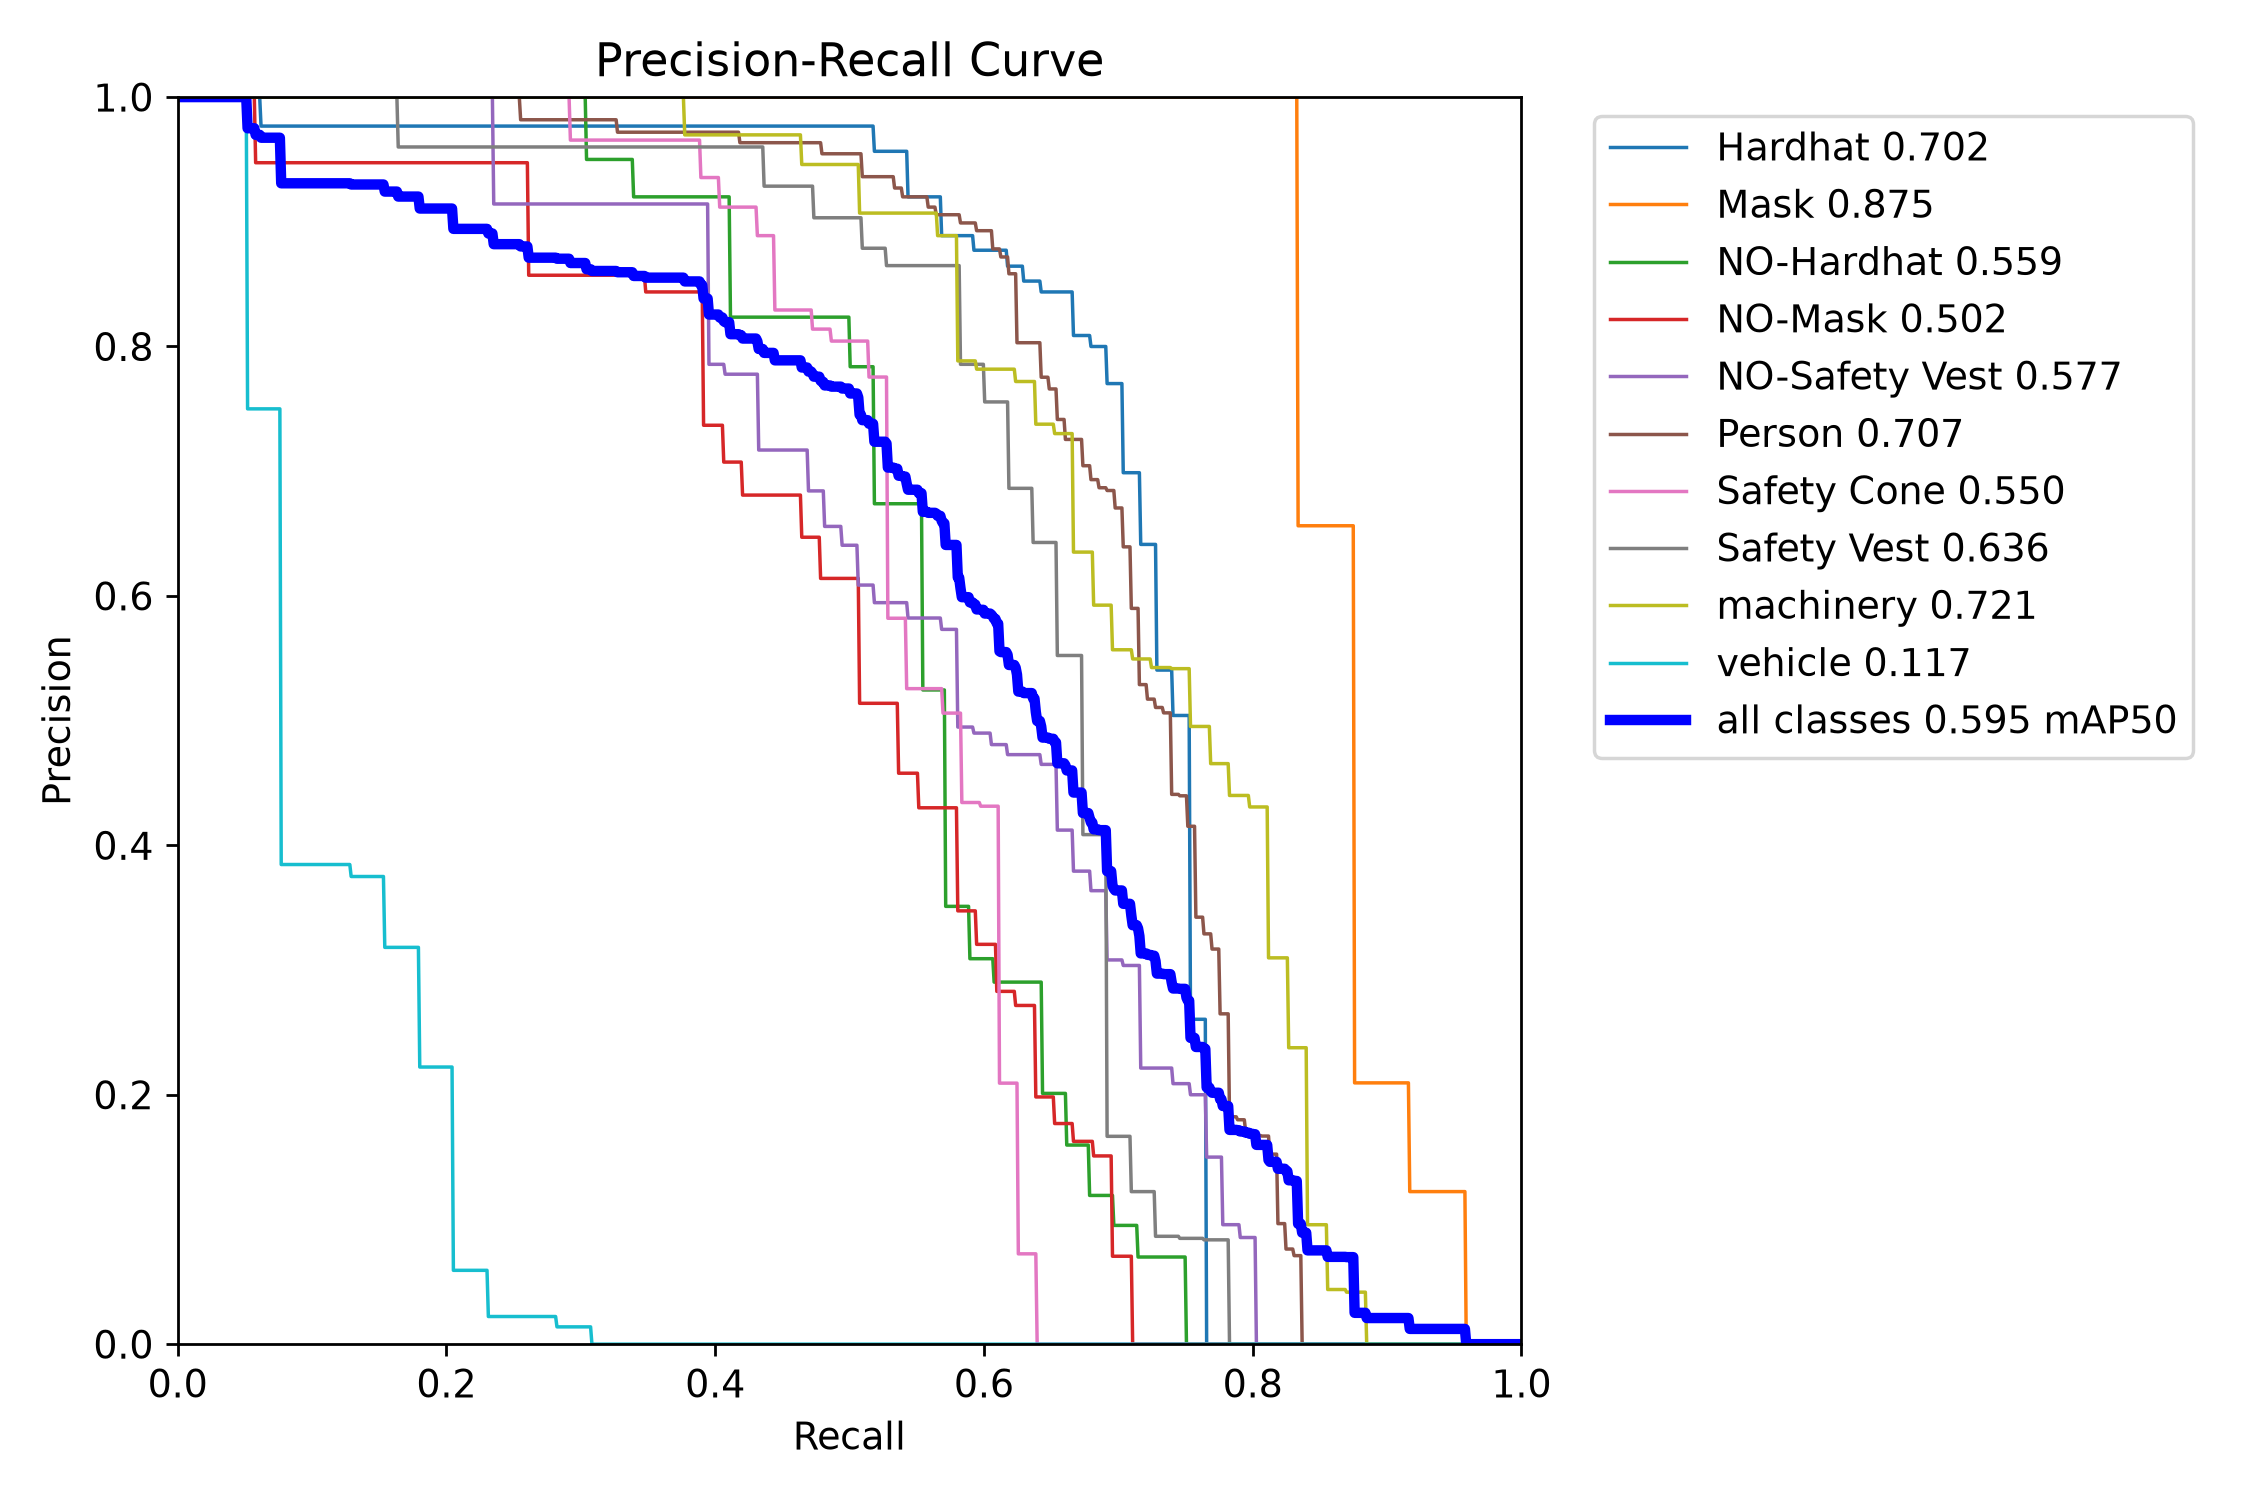 Precision-Recall Curve
1.0
0.8
0.6
0.4
0.2
0.0
Precision
0.0 0.2 0.4 0.6 0.8 1.0
Recall
Hardhat 0.702
Mask 0.875
NO-Hardhat 0.559
NO-Mask 0.502
NO-Safety Vest 0.577
Person 0.707
Safety Cone 0.550
Safety Vest 0.636
machinery 0.721
vehicle 0.117
all classes 0.595 mAP50